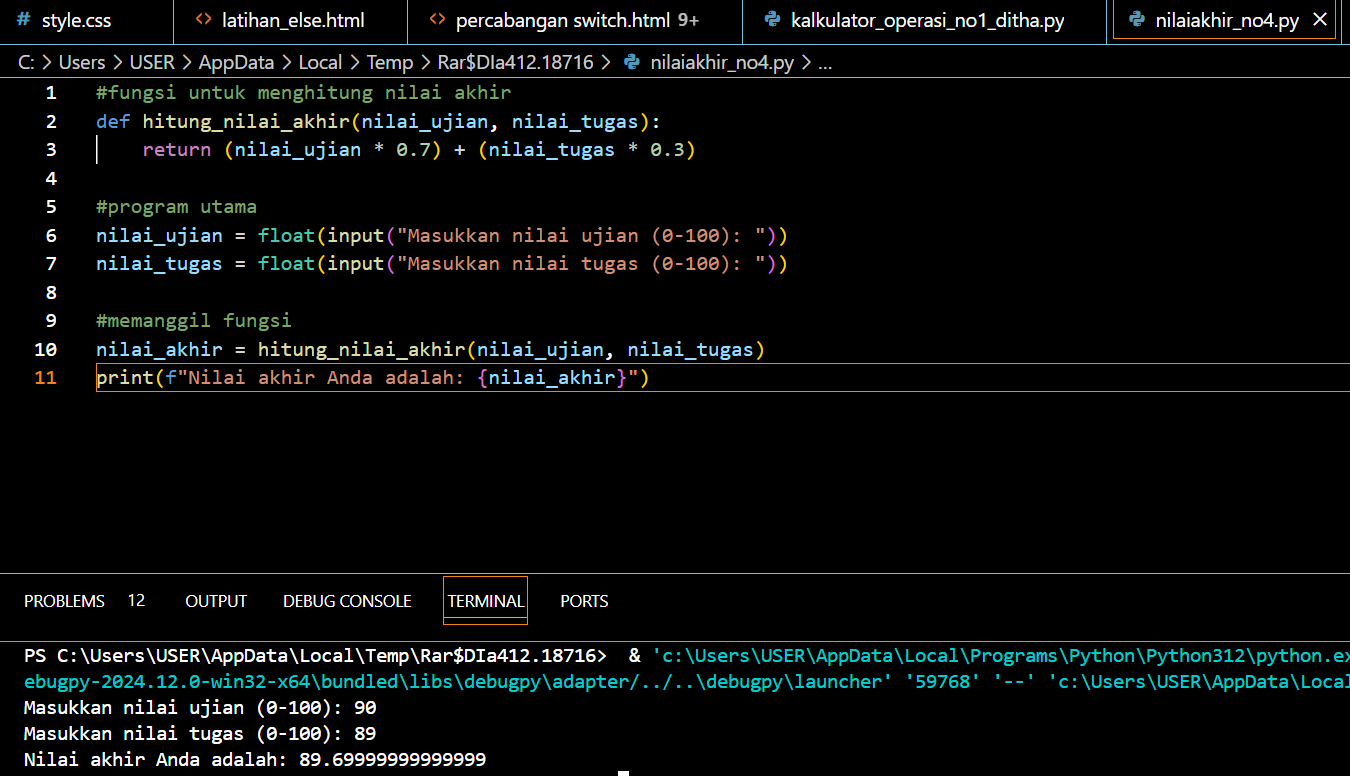 # style.css <> latihan_else.html <> percabangan switch.html 9+ kalkulator_operasi_no1_ditha.py nilaiakhir_no4.py ×
C: > Users > USER > AppData > Local > Temp > Rar$DIa412.18716 > nilaiakhir_no4.py > ...
1 #fungsi untuk menghitung nilai akhir
2 def hitung_nilai_akhir(nilai_ujian, nilai_tugas):
3     return (nilai_ujian * 0.7) + (nilai_tugas * 0.3)
4
5 #program utama
6 nilai_ujian = float(input("Masukkan nilai ujian (0-100): "))
7 nilai_tugas = float(input("Masukkan nilai tugas (0-100): "))
8
9 #memanggil fungsi
10 nilai_akhir = hitung_nilai_akhir(nilai_ujian, nilai_tugas)
11 print(f"Nilai akhir Anda adalah: {nilai_akhir}")
PROBLEMS 12 OUTPUT DEBUG CONSOLE TERMINAL PORTS
PS C:\Users\USER\AppData\Local\Temp\Rar$DIa412.18716>  & 'c:\Users\USER\AppData\Local\Programs\Python\Python312\python.ex
ebugpy-2024.12.0-win32-x64\bundled\libs\debugpy\adapter/../..\debugpy\launcher' '59768' '--' 'c:\Users\USER\AppData\Local
Masukkan nilai ujian (0-100): 90
Masukkan nilai tugas (0-100): 89
Nilai akhir Anda adalah: 89.69999999999999